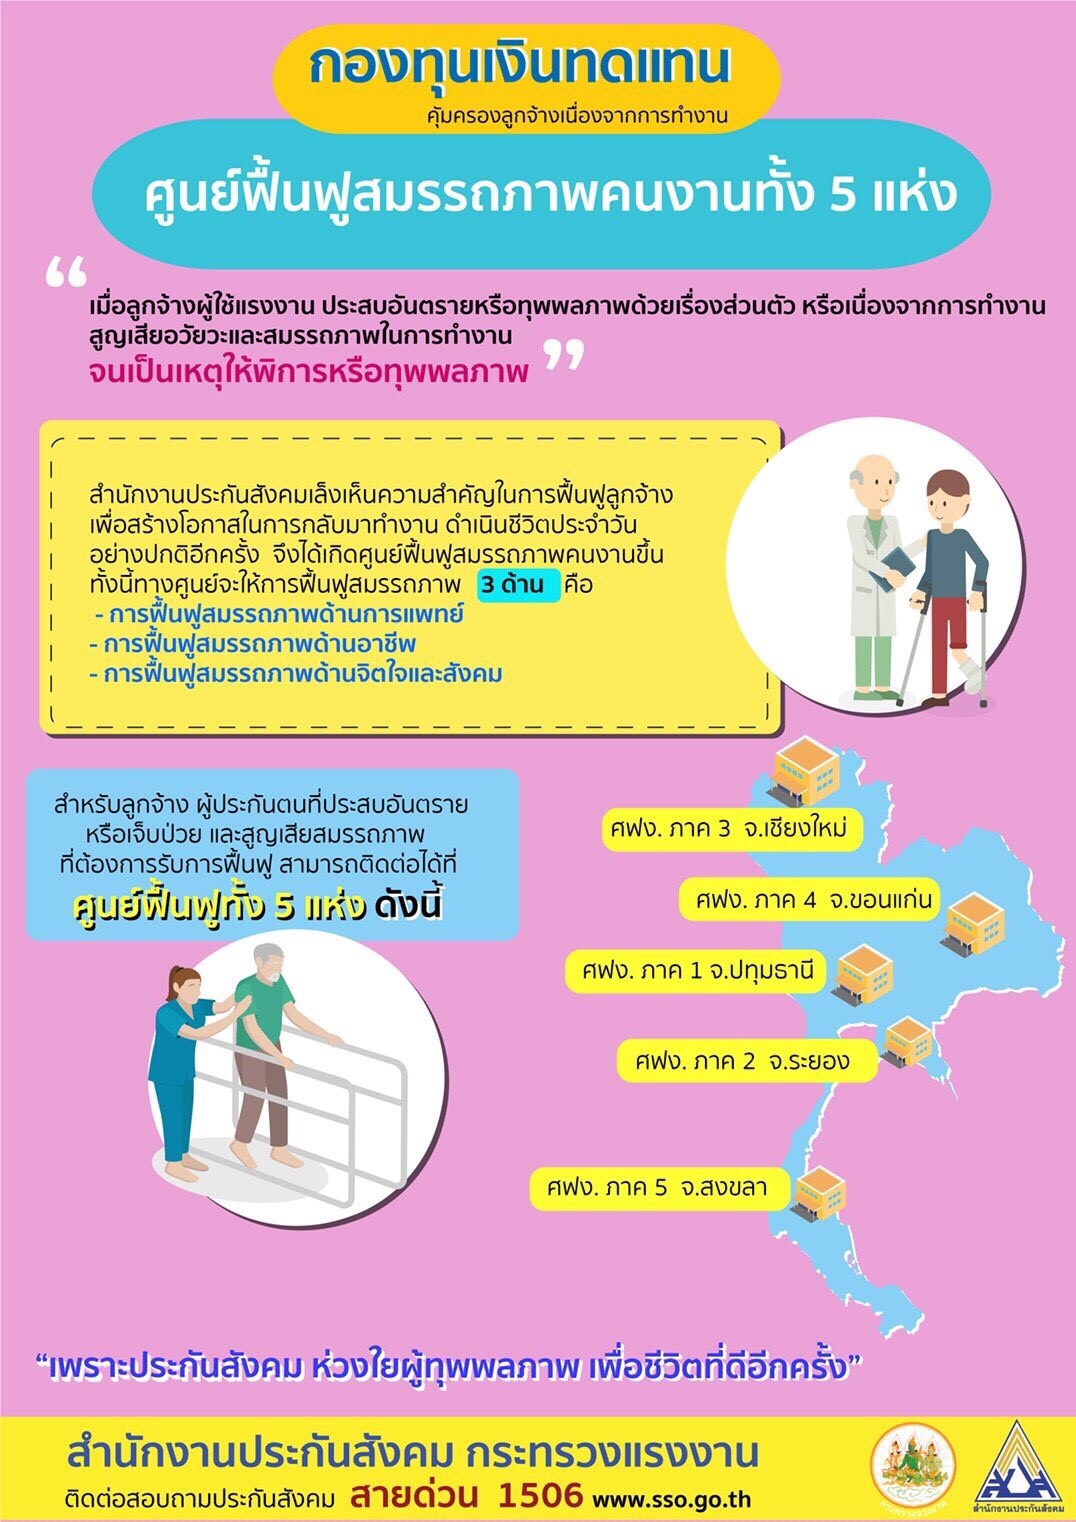 กองทุนเงินทดแทน
คุ้มครองลูกจ้างเนื่องจากการทำงาน
ศูนย์ฟื้นฟูสมรรถภาพคนงานทั้ง 5 แห่ง
“
เมื่อลูกจ้างผู้ใช้แรงงาน ประสบอันตรายหรือทุพพลภาพด้วยเรื่องส่วนตัว หรือเนื่องจากการทำงาน
สูญเสียอวัยวะและสมรรถภาพในการทำงาน
จนเป็นเหตุให้พิการหรือทุพพลภาพ ”
สำนักงานประกันสังคมเล็งเห็นความสำคัญในการฟื้นฟูลูกจ้าง
เพื่อสร้างโอกาสในการกลับมาทำงาน ดำเนินชีวิตประจำวัน
อย่างปกติอีกครั้ง จึงได้เกิดศูนย์ฟื้นฟูสมรรถภาพคนงานขึ้น
ทั้งนี้ทางศูนย์จะให้การฟื้นฟูสมรรถภาพ 3 ด้าน คือ
- การฟื้นฟูสมรรถภาพด้านการแพทย์
- การฟื้นฟูสมรรถภาพด้านอาชีพ
- การฟื้นฟูสมรรถภาพด้านจิตใจและสังคม
สำหรับลูกจ้าง ผู้ประกันตนที่ประสบอันตราย
หรือเจ็บป่วย และสูญเสียสมรรถภาพ
ที่ต้องการรับการฟื้นฟู สามารถติดต่อได้ที่
ศูนย์ฟื้นฟูทั้ง 5 แห่ง ดังนี้
ศฟง. ภาค 3 จ.เชียงใหม่
ศฟง. ภาค 4 จ.ขอนแก่น
ศฟง. ภาค 1 จ.ปทุมธานี
ศฟง. ภาค 2 จ.ระยอง
ศฟง. ภาค 5 จ.สงขลา
“เพราะประกันสังคม ห่วงใยผู้ทุพพลภาพ เพื่อชีวิตที่ดีอีกครั้ง”
สำนักงานประกันสังคม กระทรวงแรงงาน
ติดต่อสอบถามประกันสังคม สายด่วน 1506 www.sso.go.th
กระทรวงแรงงาน
สปส
สำนักงานประกันสังคม